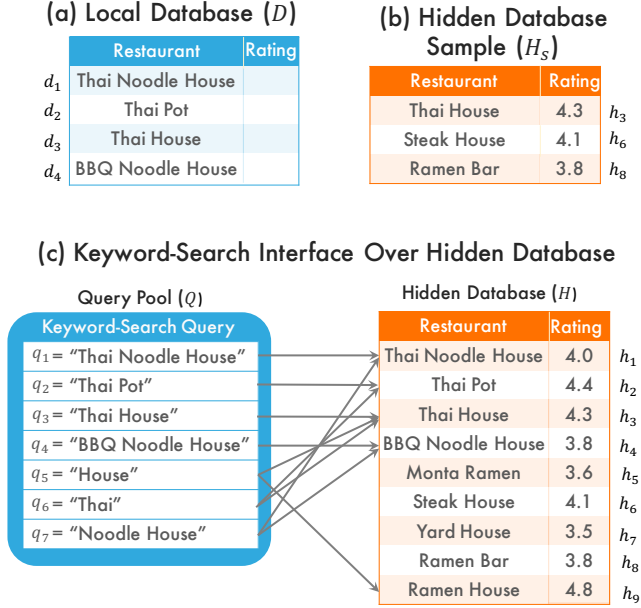 (a) Local Database (D)
Restaurant Rating
d1 Thai Noodle House
d2 Thai Pot
d3 Thai House
d4 BBQ Noodle House
(b) Hidden Database
Sample (Hs)
Restaurant Rating
Thai House 4.3 h3
Steak House 4.1 h6
Ramen Bar 3.8 h8
(c) Keyword-Search Interface Over Hidden Database
Query Pool (Q)
Keyword-Search Query
q1 = “Thai Noodle House”
q2 = “Thai Pot”
q3 = “Thai House”
q4 = “BBQ Noodle House”
q5 = “House”
q6 = “Thai”
q7 = “Noodle House”
Hidden Database (H)
Restaurant Rating
Thai Noodle House 4.0 h1
Thai Pot 4.4 h2
Thai House 4.3 h3
BBQ Noodle House 3.8 h4
Monta Ramen 3.6 h5
Steak House 4.1 h6
Yard House 3.5 h7
Ramen Bar 3.8 h8
Ramen House 4.8 h9